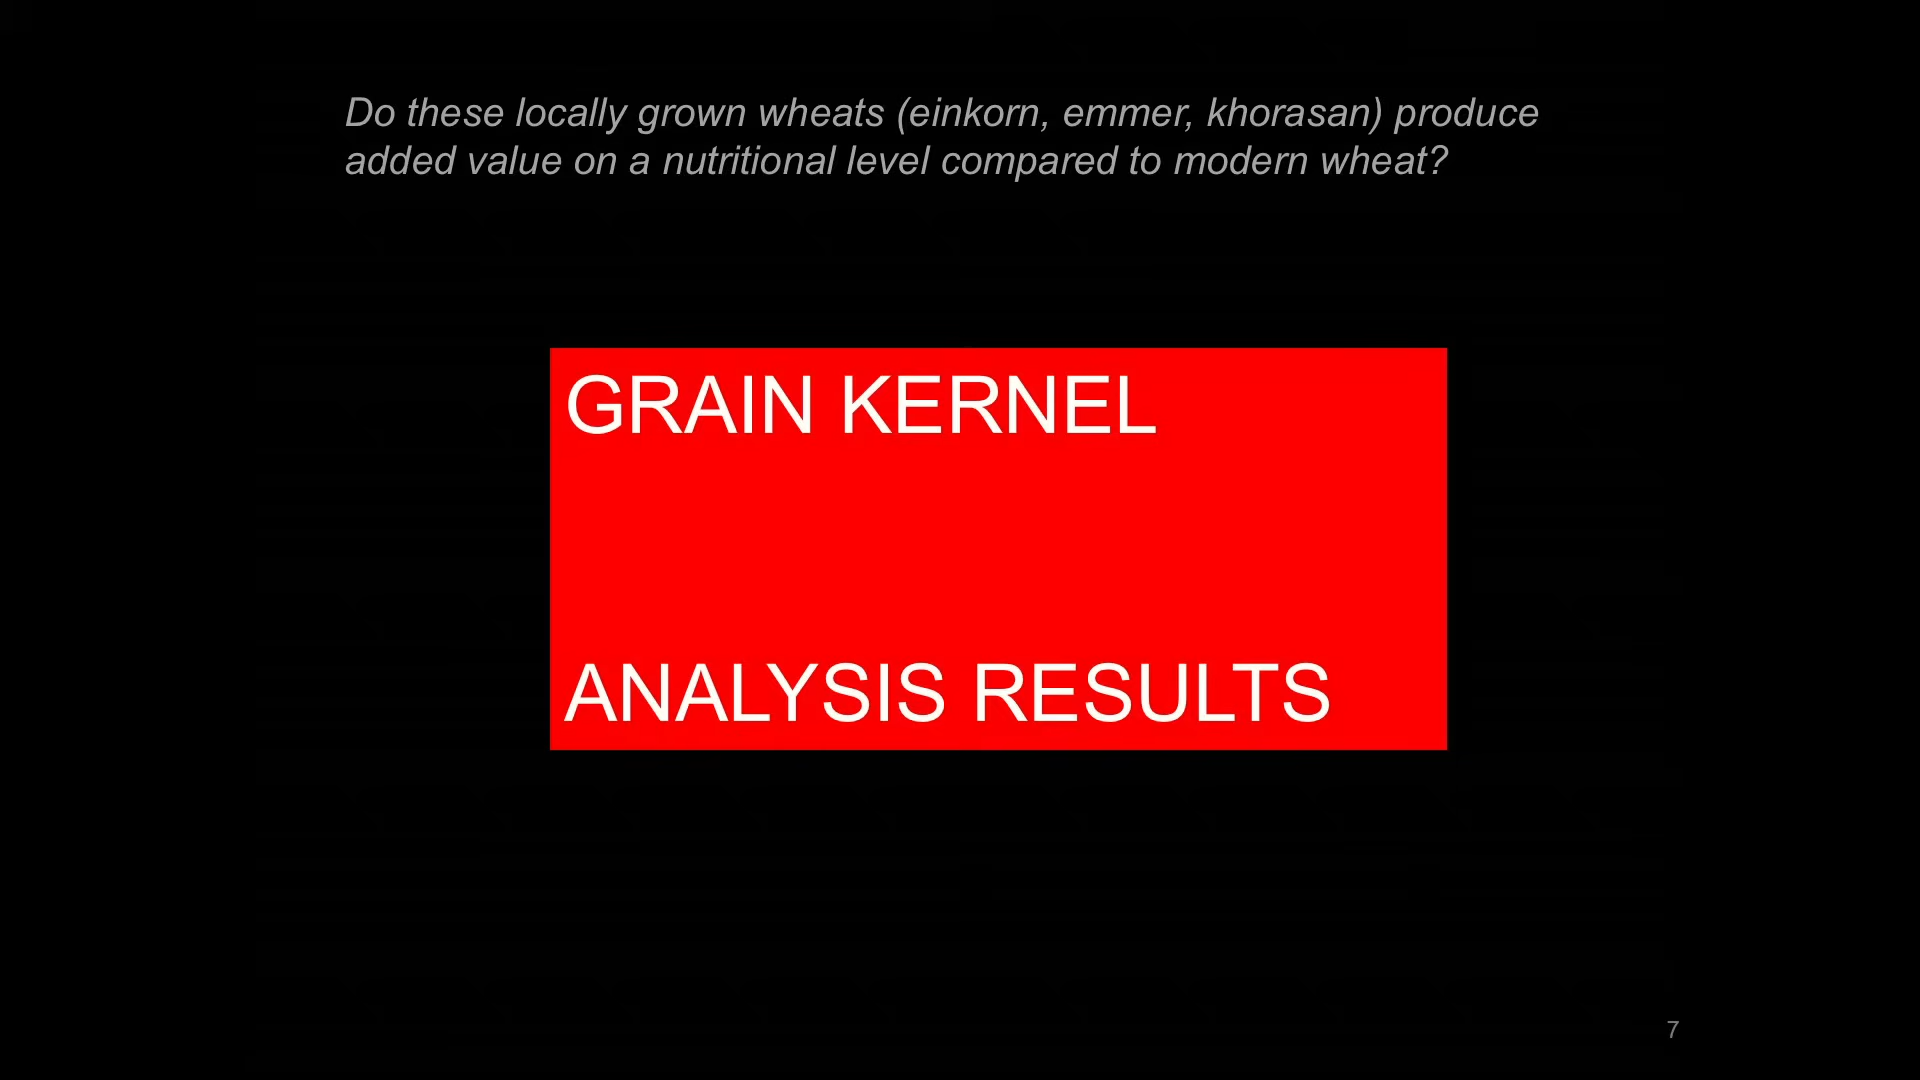 Do these locally grown wheats (einkorn, emmer, khorasan) produce
added value on a nutritional level compared to modern wheat?
GRAIN KERNEL
ANALYSIS RESULTS
7